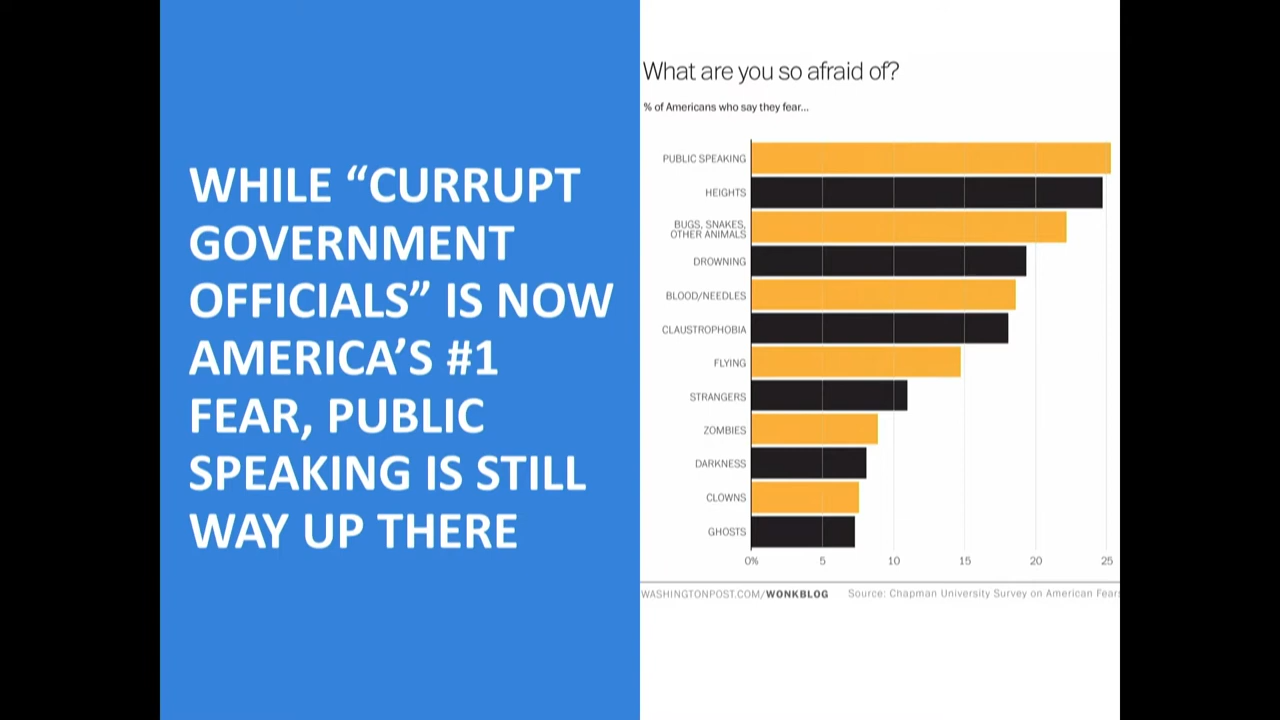 WHILE “CURRUPT
GOVERNMENT
OFFICIALS” IS NOW
AMERICA’S #1
FEAR, PUBLIC
SPEAKING IS STILL
WAY UP THERE
What are you so afraid of?
% of Americans who say they fear...
PUBLIC SPEAKING
HEIGHTS
BUGS, SNAKES,
OTHER ANIMALS
DROWNING
BLOOD/NEEDLES
CLAUSTROPHOBIA
FLYING
STRANGERS
ZOMBIES
DARKNESS
CLOWNS
GHOSTS
0% 5 10 15 20 25
WASHINGTONPOST.COM/WONKBLOG Source: Chapman University Survey on American Fears